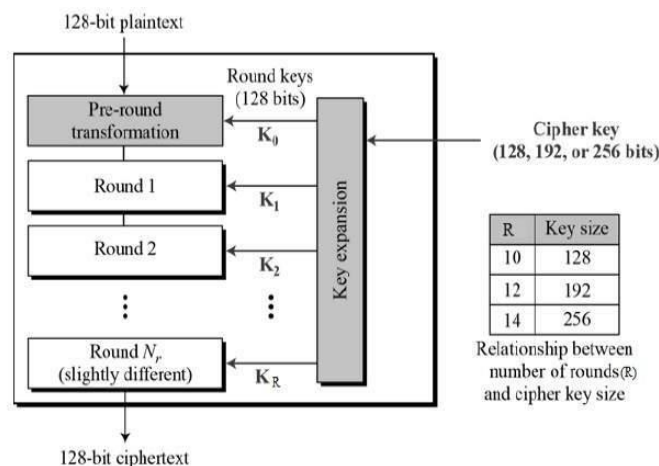 128-bit plaintext
Round keys
(128 bits)
Pre-round
transformation
K₀
Cipher key
(128, 192, or 256 bits)
Round 1
K₁
Round 2
K₂
Key expansion
Round Nᵣ
(slightly different)
K_R
R Key size
10 128
12 192
14 256
Relationship between
number of rounds(R)
and cipher key size
128-bit ciphertext